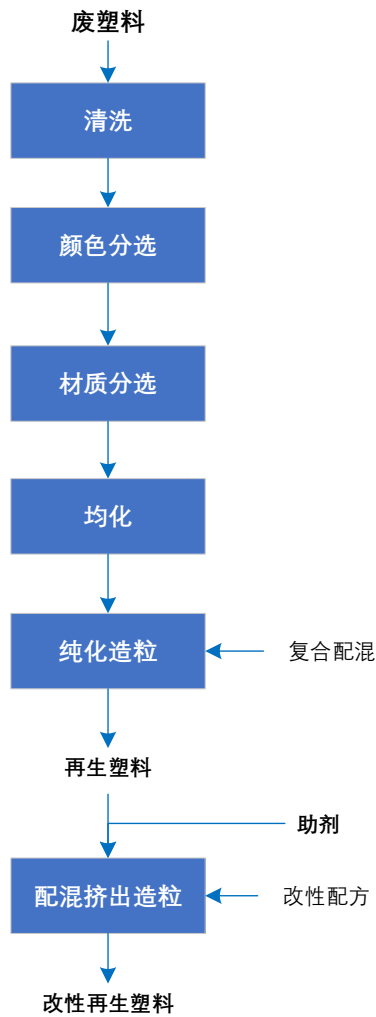 废塑料
清洗
颜色分选
材质分选
均化
纯化造粒
复合配混
再生塑料
助剂
配混挤出造粒
改性配方
改性再生塑料